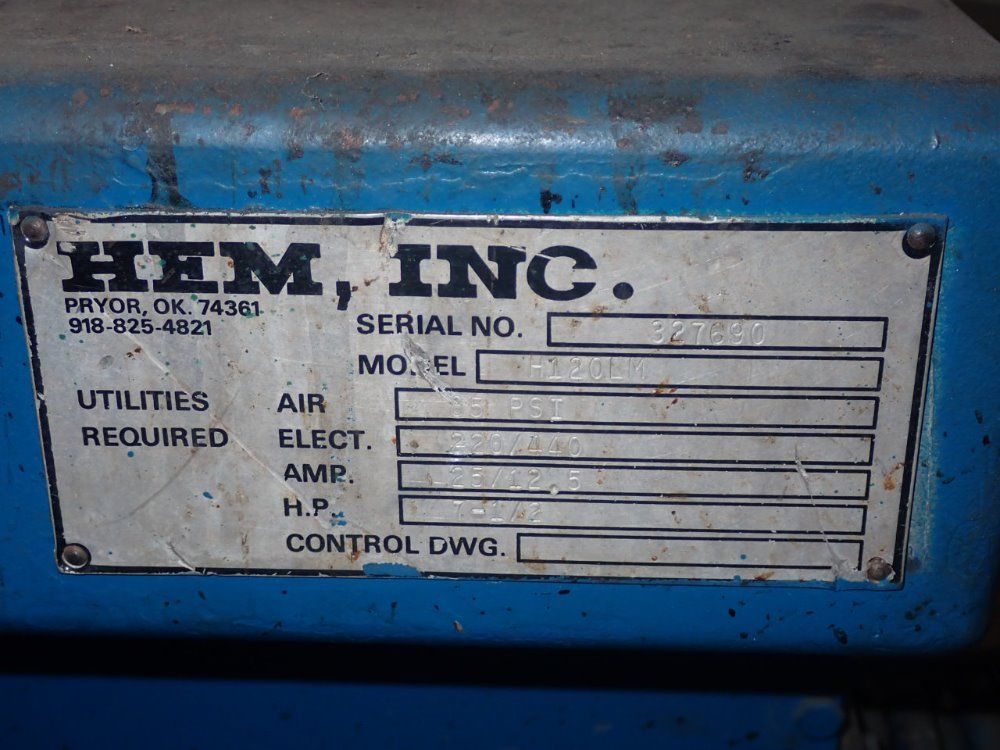 HEM, INC.
PRYOR, OK. 74361
918-825-4821
SERIAL NO. 327690
MODEL H120LM
UTILITIES REQUIRED
AIR 85 PSI
ELECT. 220/440
AMP. 25/12.5
H.P. 7-1/2
CONTROL DWG.